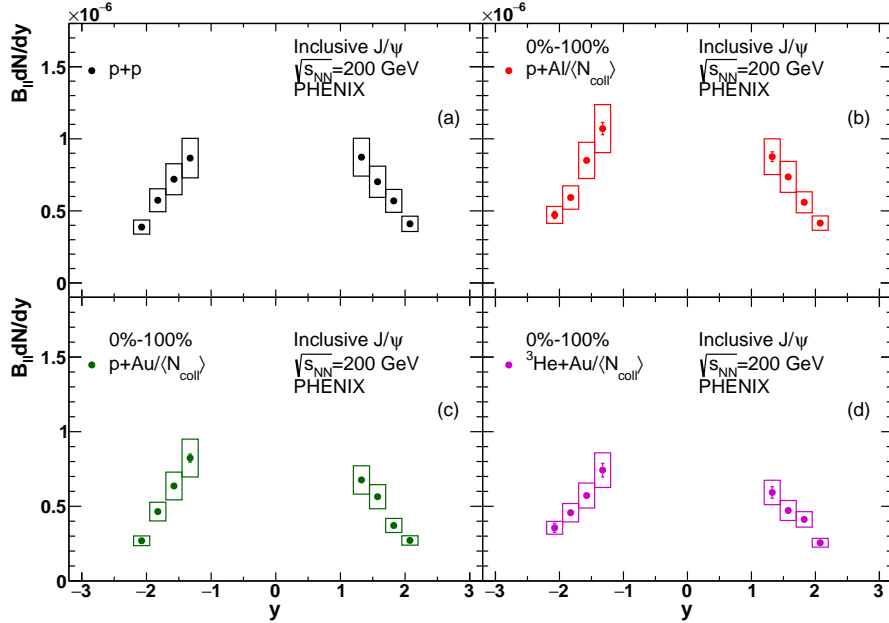 ×10⁻⁶
×10⁻⁶
B_ll dN/dy
1.5
1
0.5
0
p+p
Inclusive J/ψ
√s_NN=200 GeV
PHENIX
(a)
0%-100%
p+Al/⟨N_coll⟩
Inclusive J/ψ
√s_NN=200 GeV
PHENIX
(b)
B_ll dN/dy
1.5
1
0.5
0
0%-100%
p+Au/⟨N_coll⟩
Inclusive J/ψ
√s_NN=200 GeV
PHENIX
(c)
0%-100%
³He+Au/⟨N_coll⟩
Inclusive J/ψ
√s_NN=200 GeV
PHENIX
(d)
−3 −2 −1 0 1 2 3
y
−2 −1 0 1 2 3
y